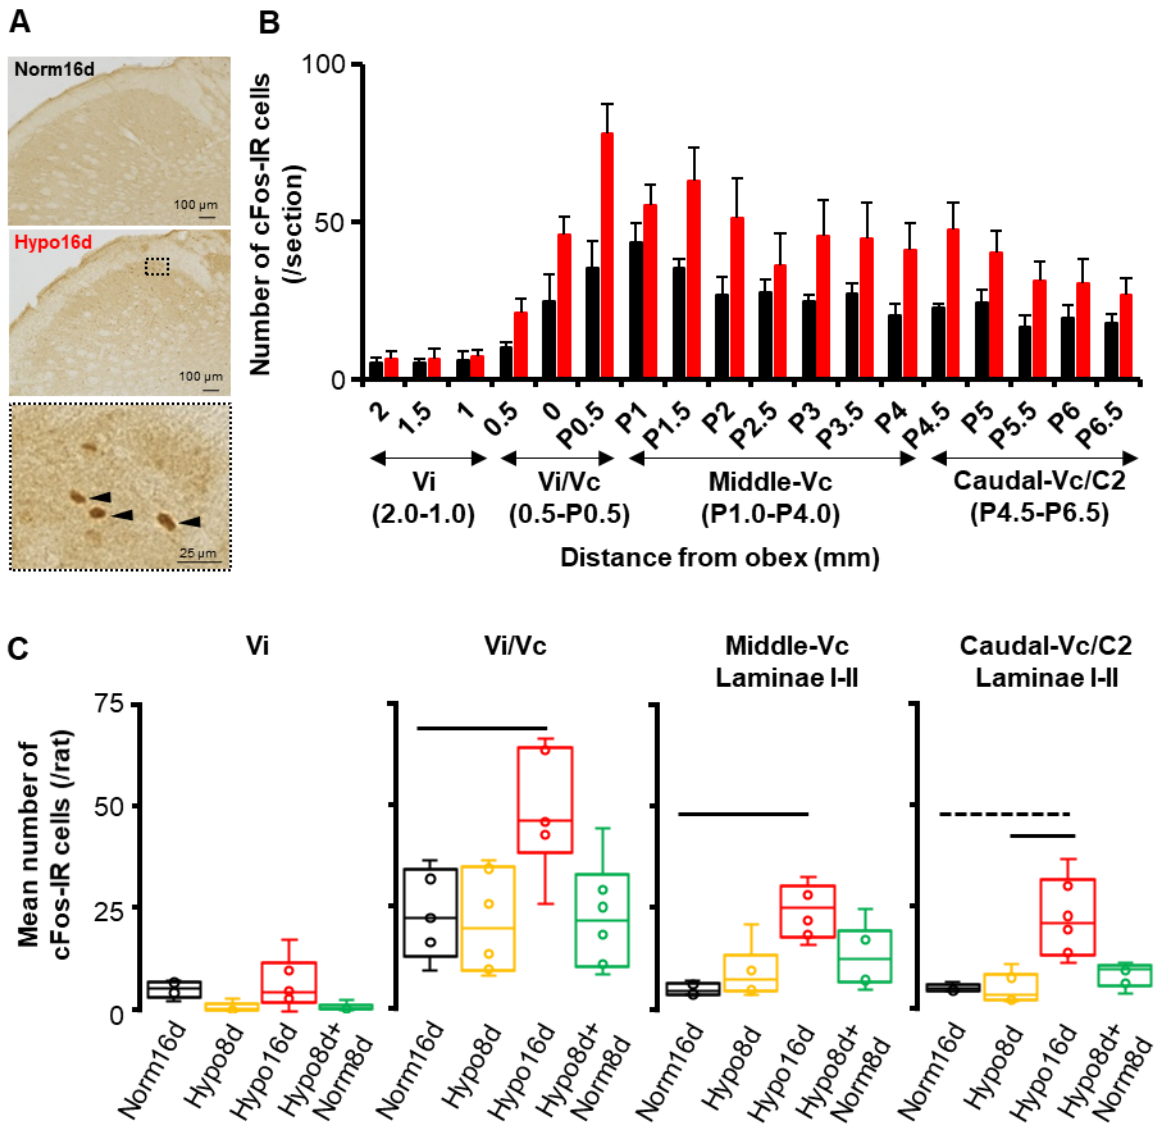 A
Norm16d
100 µm
Hypo16d
100 µm
25 µm
B
Number of cFos-IR cells
(/section)
100
50
0
2
1.5
1
0.5
0
P0.5
P1
P1.5
P2
P2.5
P3
P3.5
P4
P4.5
P5
P5.5
P6
P6.5
Vi
(2.0-1.0)
Vi/Vc
(0.5-P0.5)
Middle-Vc
(P1.0-P4.0)
Caudal-Vc/C2
(P4.5-P6.5)
Distance from obex (mm)
C
Mean number of
cFos-IR cells (/rat)
75
50
25
0
Vi
Norm16d
Hypo8d
Hypo16d
Hypo8d+
Norm8d
Vi/Vc
Norm16d
Hypo8d
Hypo16d
Hypo8d+
Norm8d
Middle-Vc
Laminae I-II
Norm16d
Hypo8d
Hypo16d
Hypo8d+
Norm8d
Caudal-Vc/C2
Laminae I-II
Norm16d
Hypo8d
Hypo16d
Hypo8d+
Norm8d